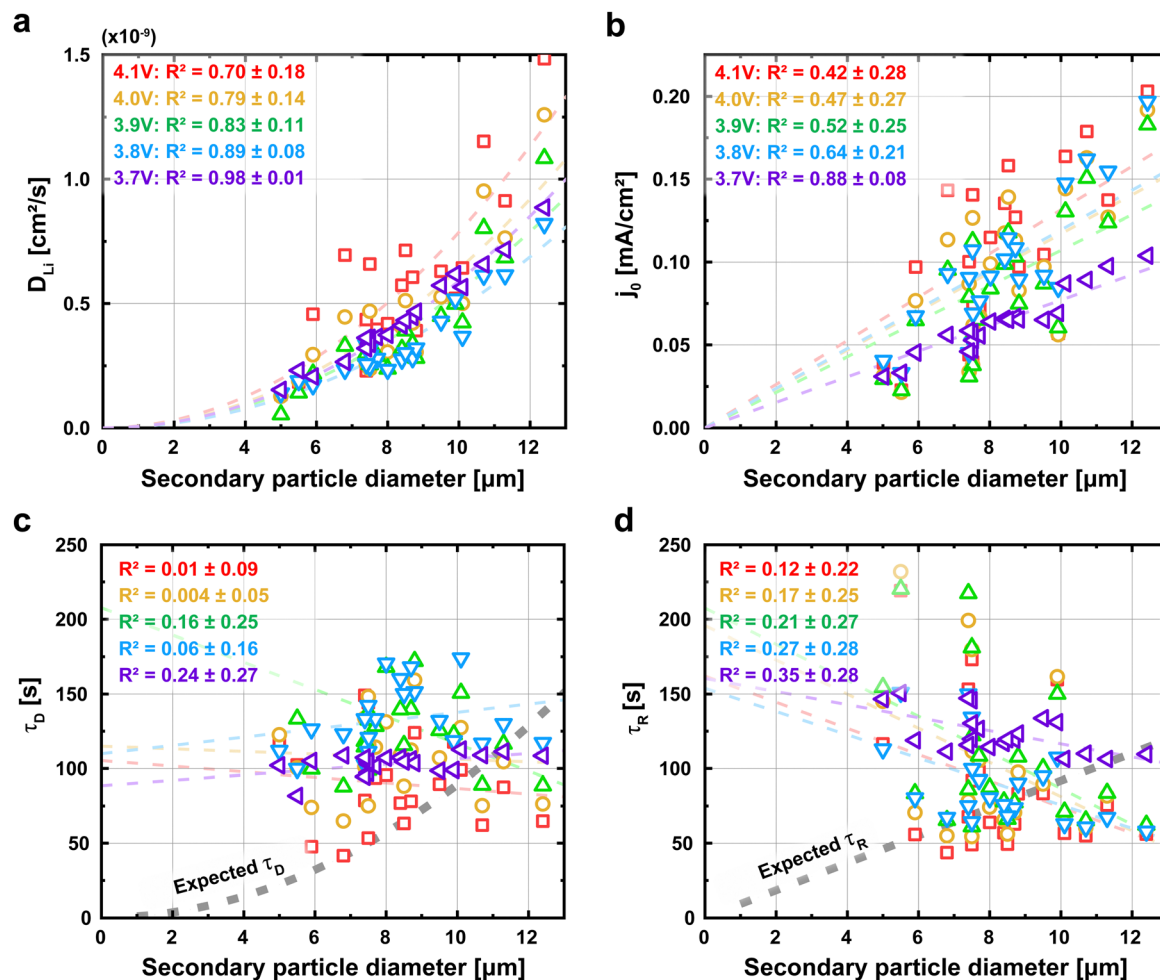 a
(x10⁻⁹)
1.5
1.0
0.5
0.0
D_Li [cm²/s]
4.1V: R² = 0.70 ± 0.18
4.0V: R² = 0.79 ± 0.14
3.9V: R² = 0.83 ± 0.11
3.8V: R² = 0.89 ± 0.08
3.7V: R² = 0.98 ± 0.01
0 2 4 6 8 10 12
Secondary particle diameter [µm]
b
0.20
0.15
0.10
0.05
0.00
j₀ [mA/cm²]
4.1V: R² = 0.42 ± 0.28
4.0V: R² = 0.47 ± 0.27
3.9V: R² = 0.52 ± 0.25
3.8V: R² = 0.64 ± 0.21
3.7V: R² = 0.88 ± 0.08
0 2 4 6 8 10 12
Secondary particle diameter [µm]
c
250
200
150
100
50
0
τ_D [s]
R² = 0.01 ± 0.09
R² = 0.004 ± 0.05
R² = 0.16 ± 0.25
R² = 0.06 ± 0.16
R² = 0.24 ± 0.27
Expected τ_D
0 2 4 6 8 10 12
Secondary particle diameter [µm]
d
250
200
150
100
50
0
τ_R [s]
R² = 0.12 ± 0.22
R² = 0.17 ± 0.25
R² = 0.21 ± 0.27
R² = 0.27 ± 0.28
R² = 0.35 ± 0.28
Expected τ_R
0 2 4 6 8 10 12
Secondary particle diameter [µm]